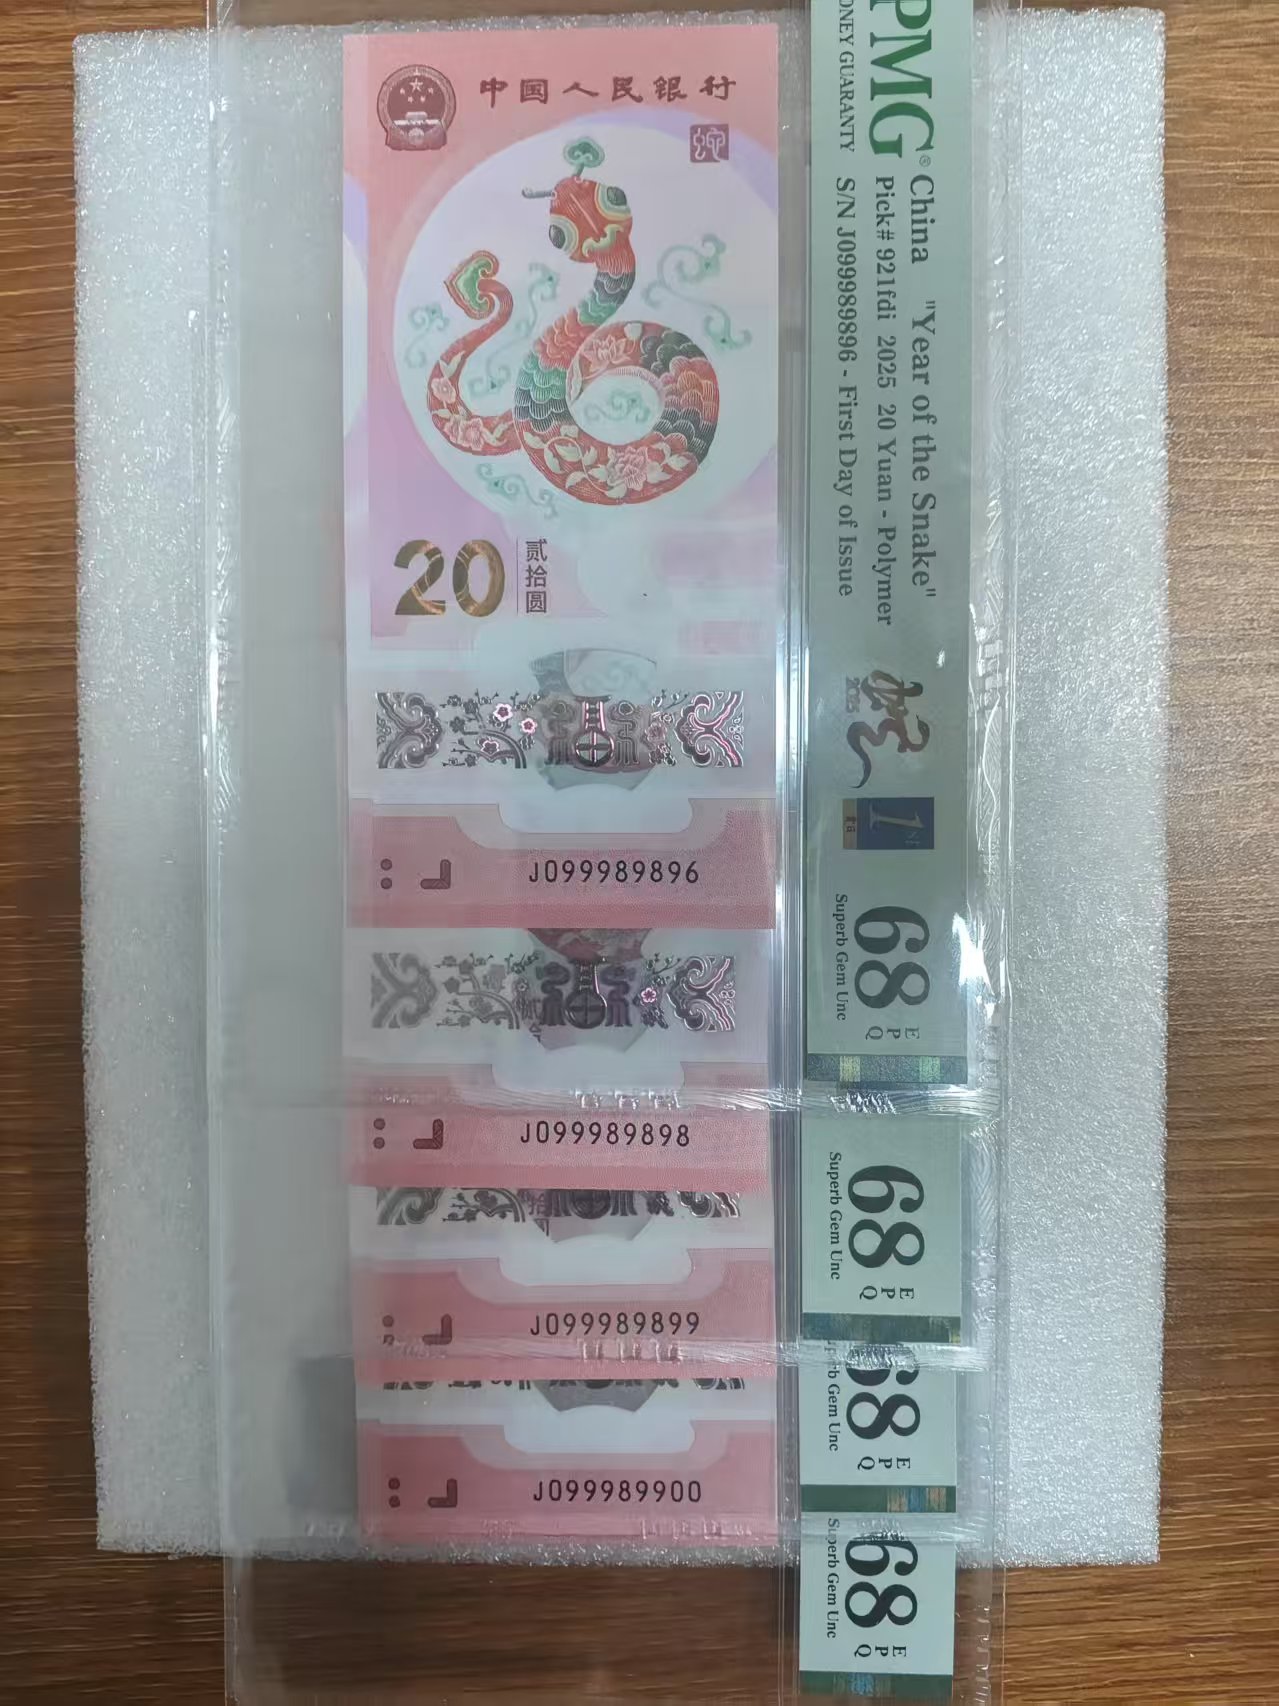 中国人民银行
20
贰拾圆
J099989896
J099989898
J099989899
J099989900
PMG®
ONEY GUARANTY
China "Year of the Snake"
Pick# 921fdi 2025 20 Yuan - Polymer
S/N J099989896 - First Day of Issue
2025
68 EPQ
Superb Gem Unc
68 EPQ
Superb Gem Unc
68 EPQ
perb Gem Unc
68 EPQ
Superb Gem Unc